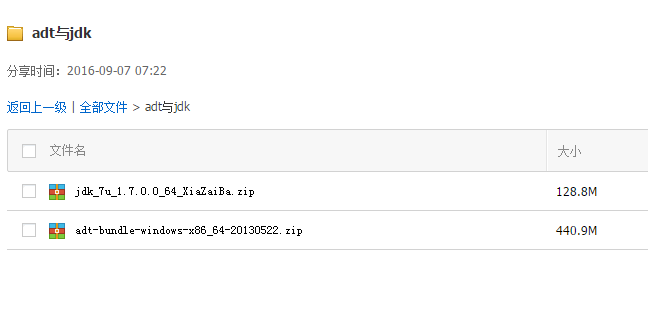 adt与jdk
分享时间：2016-09-07 07:22
返回上一级 | 全部文件 > adt与jdk
文件名 大小
jdk_7u_1.7.0.0_64_XiaZaiBa.zip 128.8M
adt-bundle-windows-x86_64-20130522.zip 440.9M